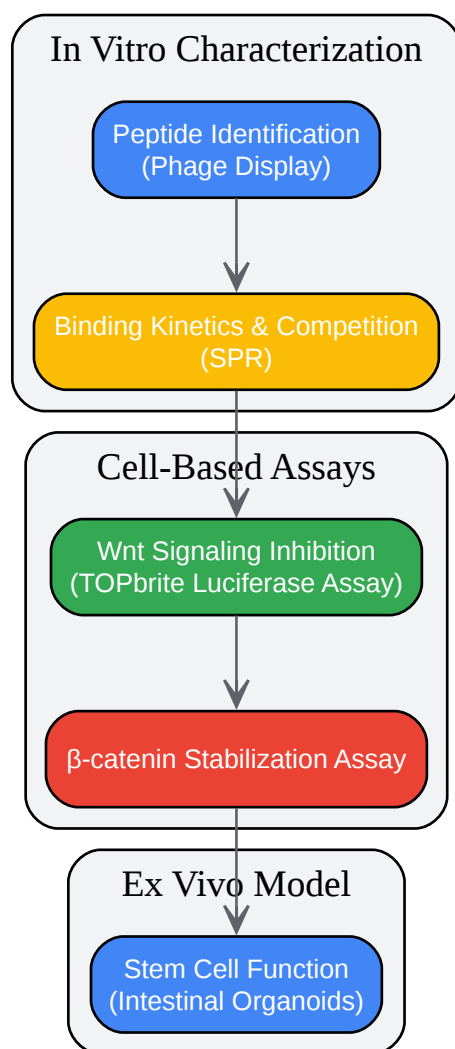 In Vitro Characterization
Peptide Identification
(Phage Display)
Binding Kinetics & Competition
(SPR)
Cell-Based Assays
Wnt Signaling Inhibition
(TOPbrite Luciferase Assay)
β-catenin Stabilization Assay
Ex Vivo Model
Stem Cell Function
(Intestinal Organoids)